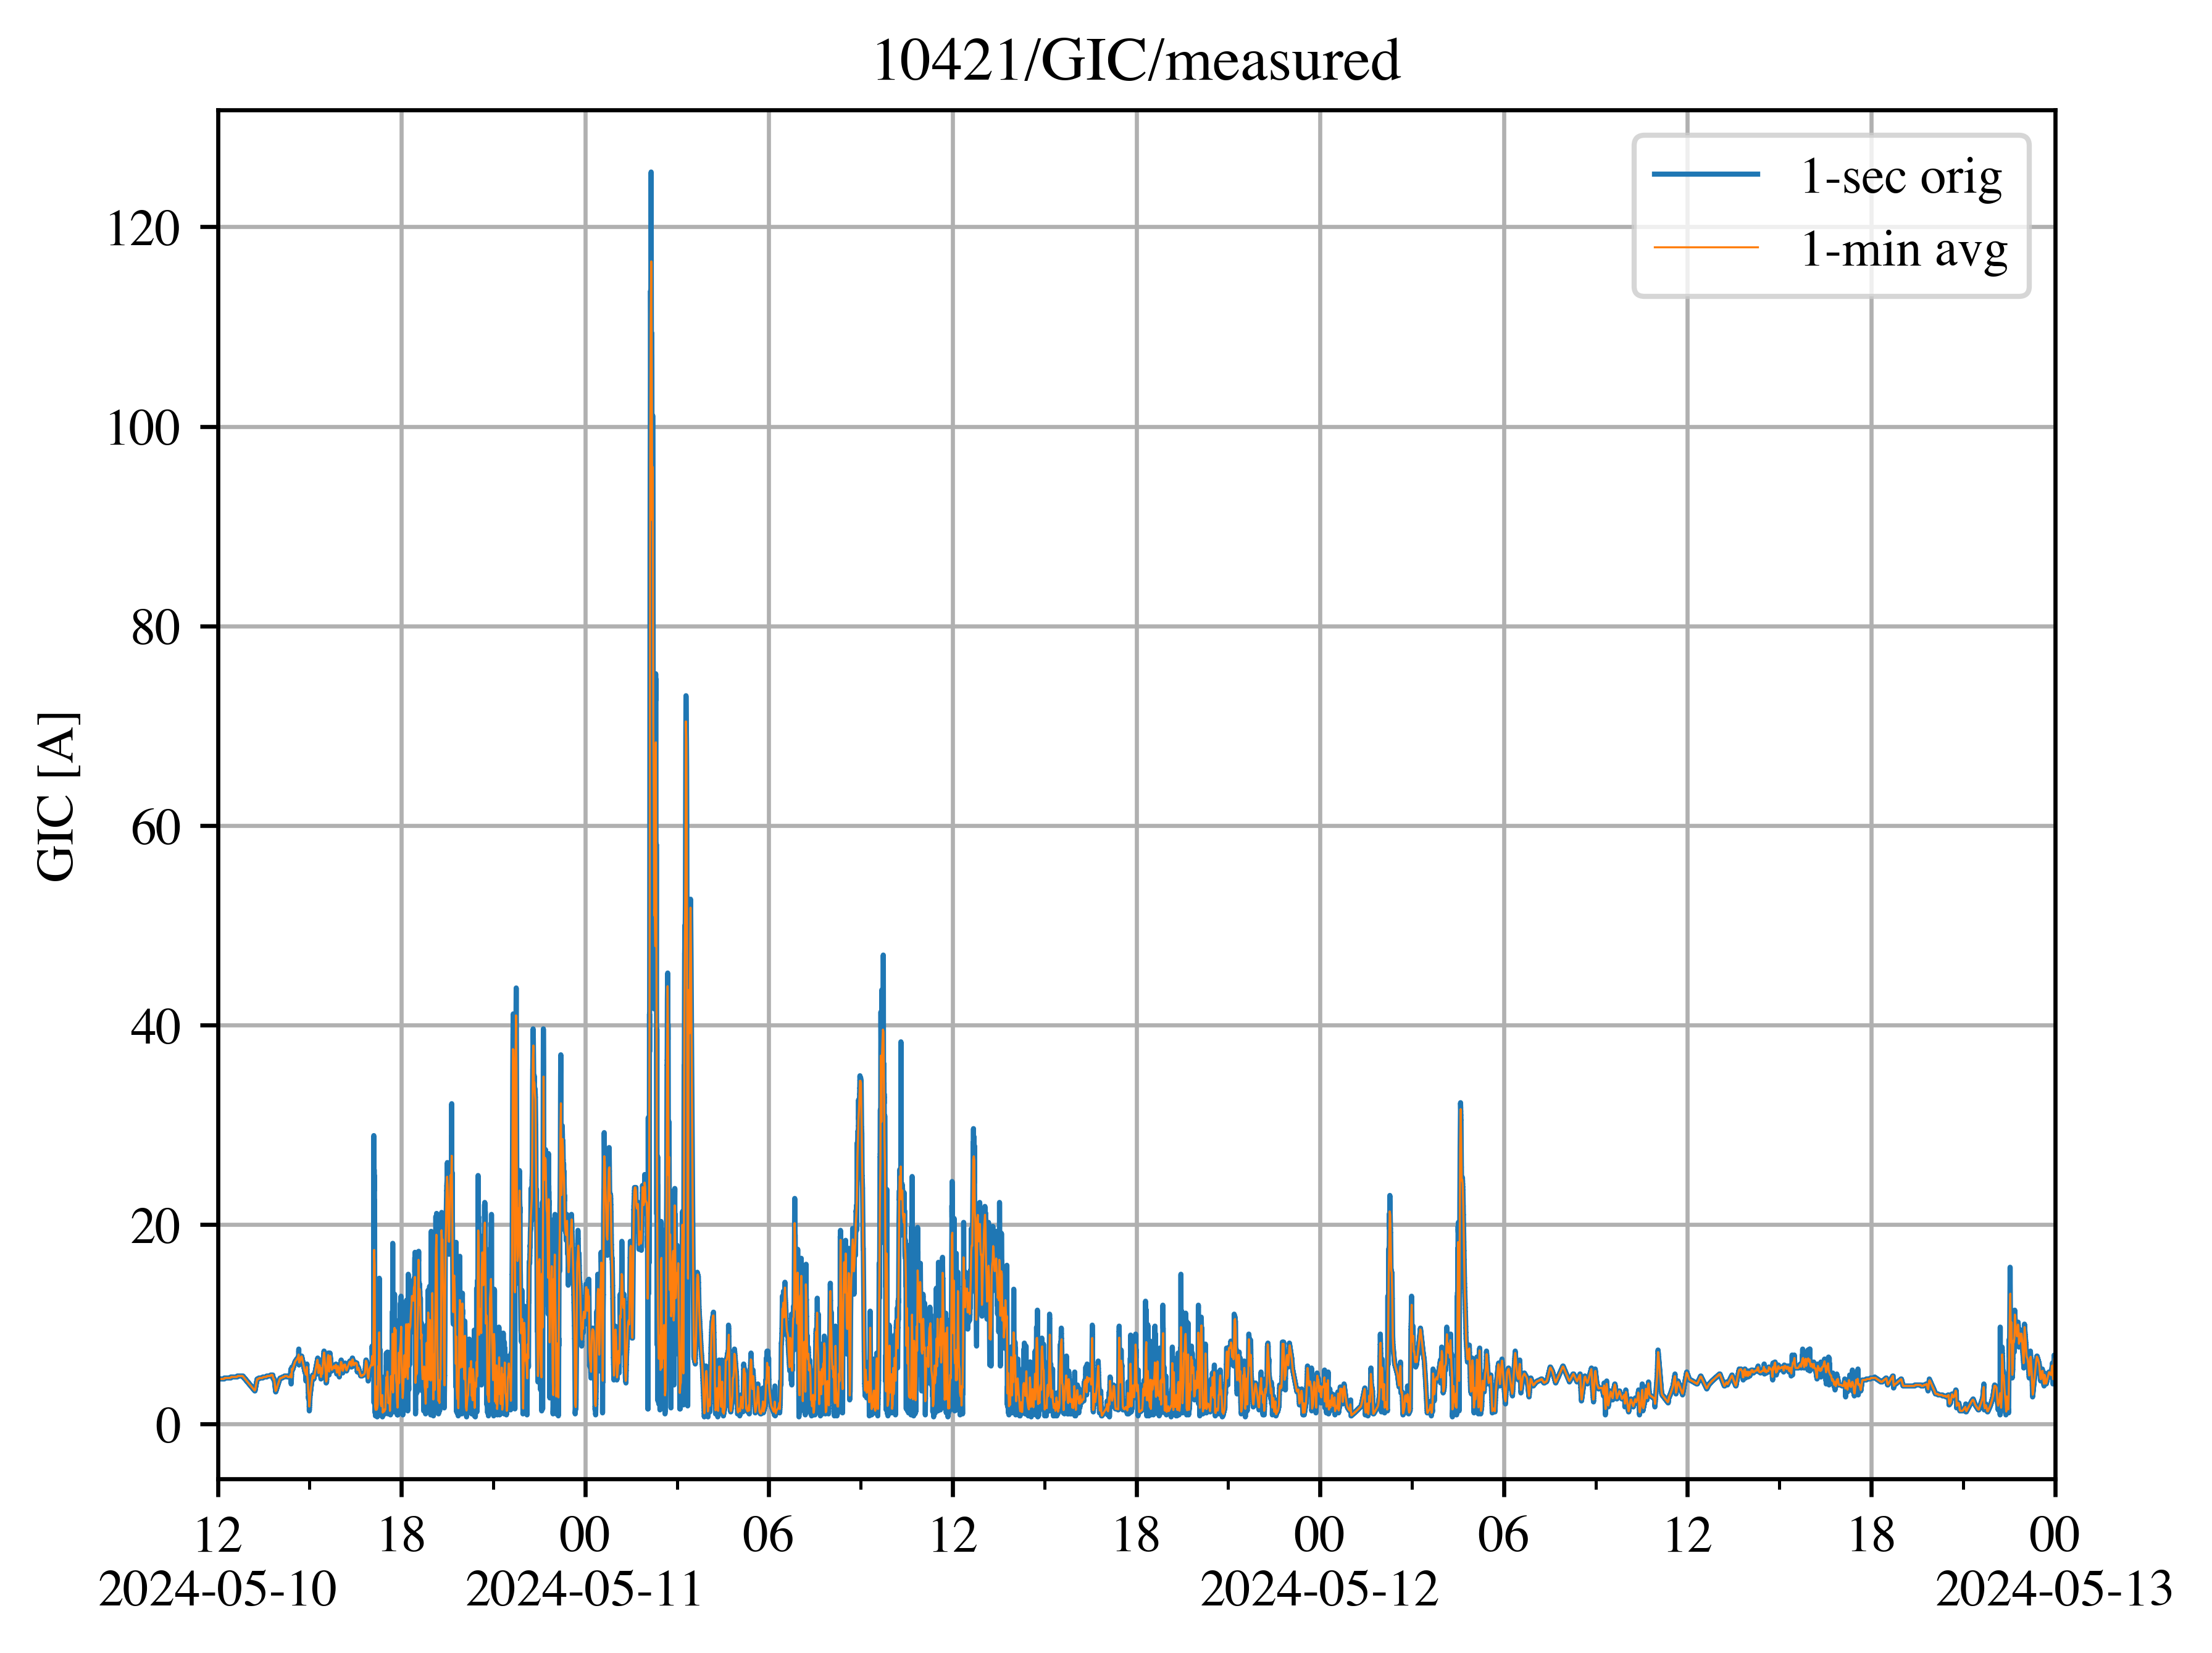 10421/GIC/measured
1-sec orig
1-min avg
GIC [A]
120
100
80
60
40
20
0
12 18 00 06 12 18 00 06 12 18 00
2024-05-10 2024-05-11 2024-05-12 2024-05-13